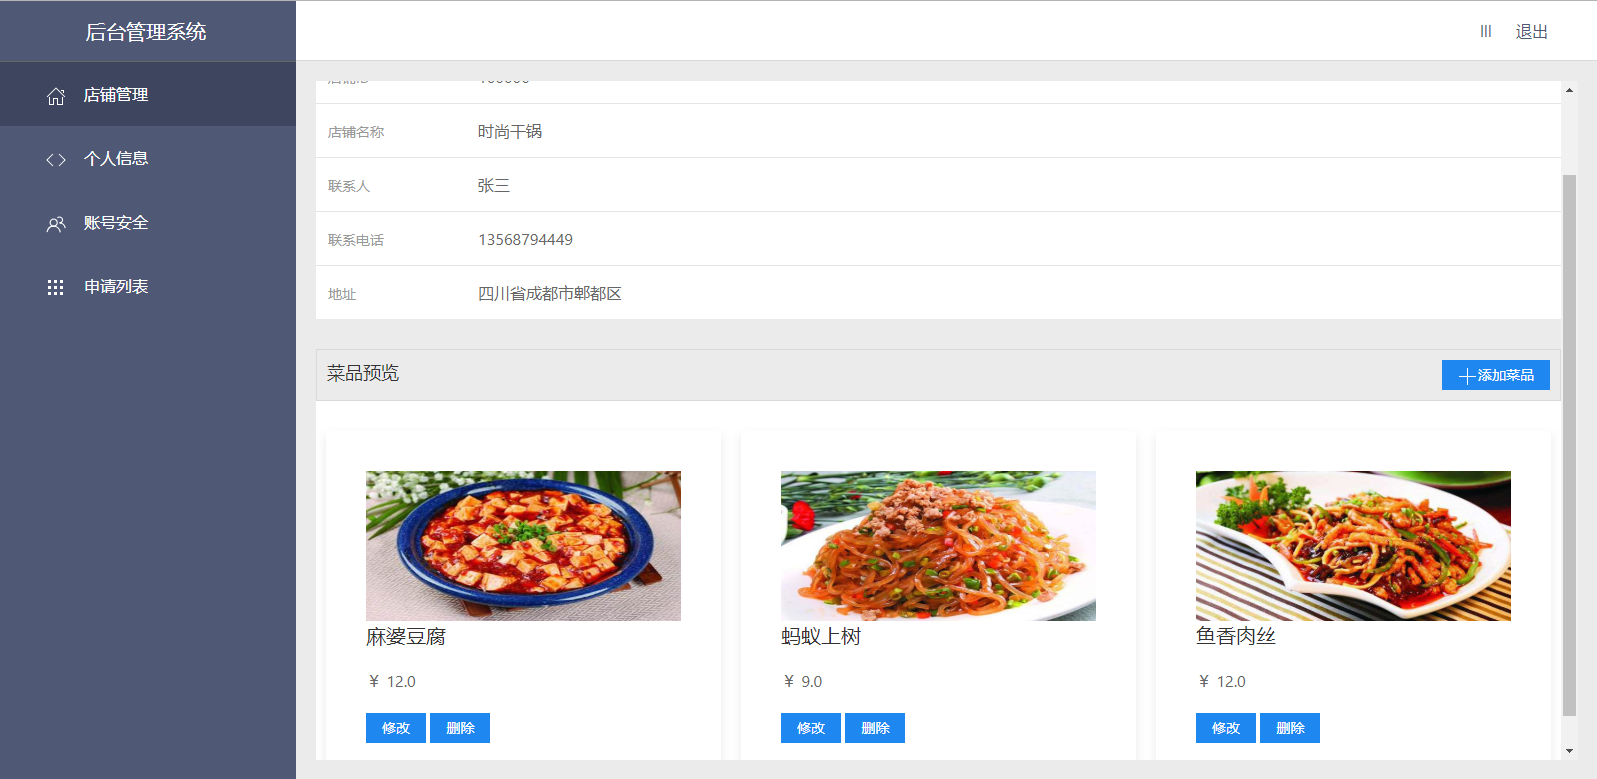 后台管理系统
lll 退出
店铺管理
个人信息
账号安全
申请列表
店铺名称 时尚干锅
联系人 张三
联系电话 13568794449
地址 四川省成都市郫都区
菜品预览 添加菜品
麻婆豆腐 蚂蚁上树 鱼香肉丝
¥ 12.0 ¥ 9.0 ¥ 12.0
修改 删除 修改 删除 修改 删除